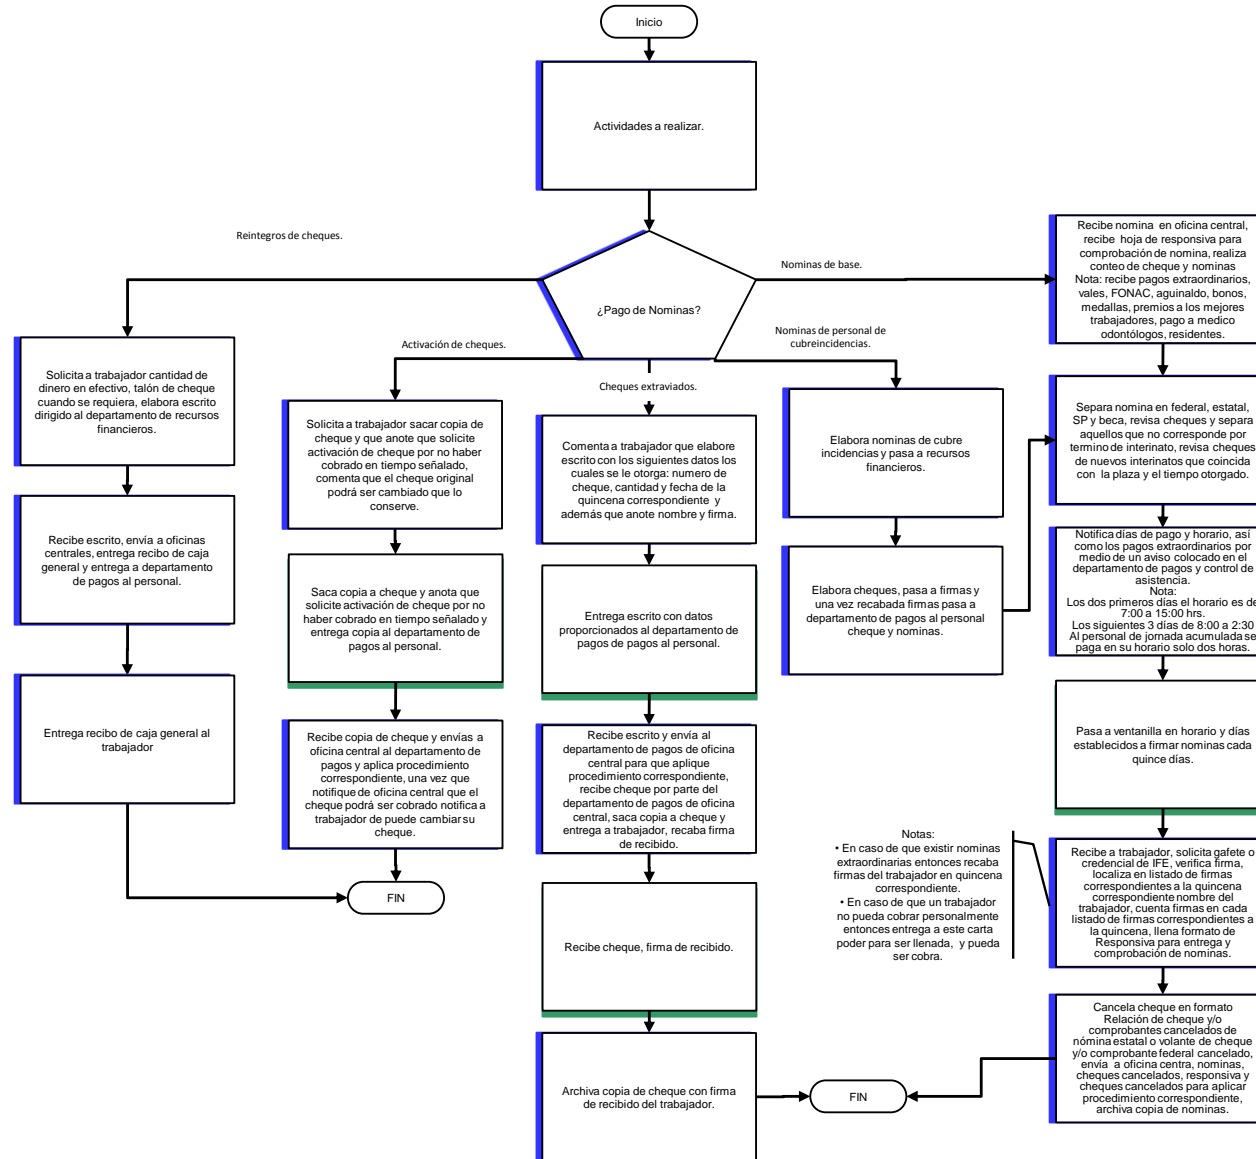 Inicio
Actividades a realizar.
¿Pago de Nominas?
Reintegros de cheques.
Solicita a trabajador cantidad de
dinero en efectivo, talón de cheque
cuando se requiera, elabora escrito
dirigido al departamento de recursos
financieros.
Recibe escrito, envía a oficinas
centrales, entrega recibo de caja
general y entrega a departamento
de pagos al personal.
Entrega recibo de caja general al
trabajador
Activación de cheques.
Solicita a trabajador sacar copia de
cheque y que anote que solicite
activación de cheque por no haber
cobrado en tiempo señalado,
comenta que el cheque original
podrá ser cambiado que lo
conserve.
Saca copia a cheque y anota que
solicite activación de cheque por no
haber cobrado en tiempo señalado y
entrega copia al departamento de
pagos al personal.
Recibe copia de cheque y envías a
oficina central al departamento de
pagos y aplica procedimiento
correspondiente, una vez que
notifique de oficina central que el
cheque podrá ser cobrado notifica a
trabajador de puede cambiar su
cheque.
FIN
Cheques extraviados.
Comenta a trabajador que elabore
escrito con los siguientes datos los
cuales se le otorga: numero de
cheque, cantidad y fecha de la
quincena correspondiente y
además que anote nombre y firma.
Entrega escrito con datos
proporcionados al departamento de
pagos de pagos al personal.
Recibe escrito y envía al
departamento de pagos de oficina
central para que aplique
procedimiento correspondiente,
recibe cheque por parte del
departamento de pagos de oficina
central, saca copia a cheque y
entrega a trabajador, recaba firma
de recibido.
Recibe cheque, firma de recibido.
Archiva copia de cheque con firma
de recibido del trabajador.
Nominas de personal de
cubreincidencias.
Elabora nominas de cubre
incidencias y pasa a recursos
financieros.
Elabora cheques, pasa a firmas y
una vez recabada firmas pasa a
departamento de pagos al personal
cheque y nominas.
Nominas de base.
Recibe nomina en oficina central,
recibe hoja de responsiva para
comprobación de nomina, realiza
conteo de cheque y nominas
Nota: recibe pagos extraordinarios,
vales, FONAC, aguinaldo, bonos,
medallas, premios a los mejores
trabajadores, pago a medico
odontólogos, residentes.
Separa nomina en federal, estatal,
SP y beca, revisa cheques y separa
aquellos que no corresponde por
termino de interinato, revisa cheques
de nuevos interinatos que coincida
con la plaza y el tiempo otorgado.
Notifica días de pago y horario, así
como los pagos extraordinarios por
medio de un aviso colocado en el
departamento de pagos y control de
asistencia.
Nota:
Los dos primeros días el horario es de
7:00 a 15:00 hrs.
Los siguientes 3 días de 8:00 a 2:30
Al personal de jornada acumulada se
paga en su horario solo dos horas.
Pasa a ventanilla en horario y días
establecidos a firmar nominas cada
quince días.
Notas:
• En caso de que existir nominas
extraordinarias entonces recaba
firmas del trabajador en quincena
correspondiente.
• En caso de que un trabajador
no pueda cobrar personalmente
entonces entrega a este carta
poder para ser llenada, y pueda
ser cobra.
Recibe a trabajador, solicita gafete o
credencial de IFE, verifica firma,
localiza en listado de firmas
correspondientes a la quincena
correspondiente nombre del
trabajador, cuenta firmas en cada
listado de firmas correspondientes a
la quincena, llena formato de
Responsiva para entrega y
comprobación de nominas.
Cancela cheque en formato
Relación de cheque y/o
comprobantes cancelados de
nómina estatal o volante de cheque
y/o comprobante federal cancelado,
envía a oficina centra, nominas,
cheques cancelados, responsiva y
cheques cancelados para aplicar
procedimiento correspondiente,
archiva copia de nominas.
FIN